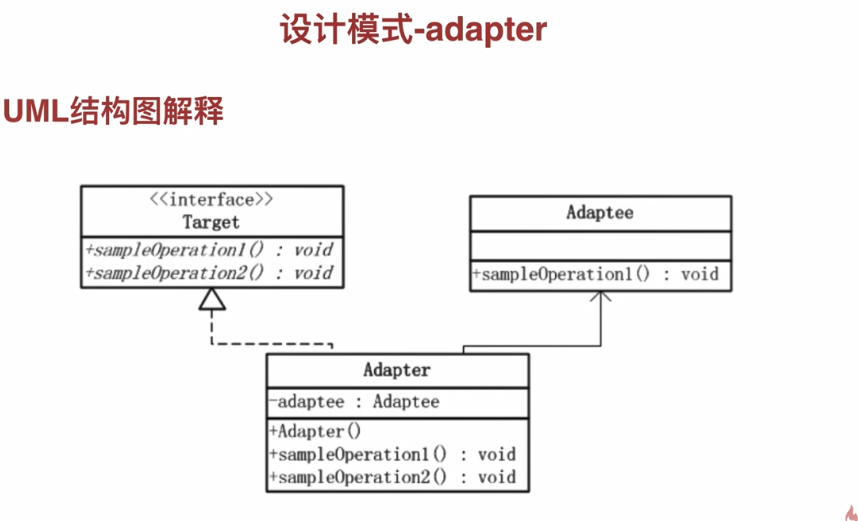 设计模式-adapter
UML结构图解释
<<interface>>
Target
+sampleOperation1() : void
+sampleOperation2() : void
Adaptee
+sampleOperation1() : void
Adapter
-adaptee : Adaptee
+Adapter()
+sampleOperation1() : void
+sampleOperation2() : void